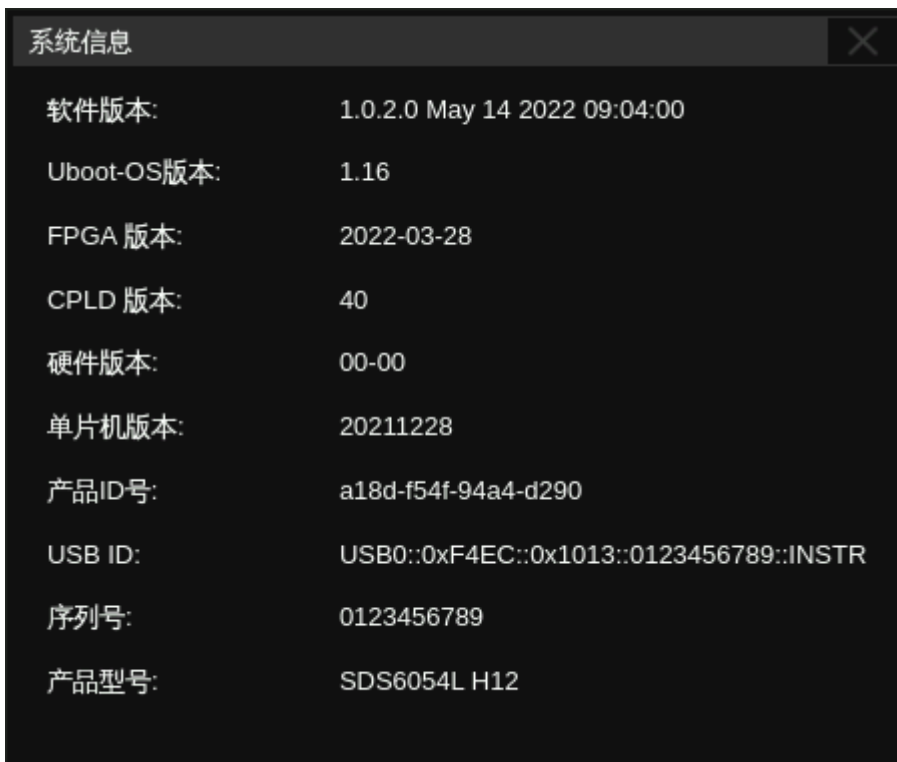 系统信息
软件版本: 1.0.2.0 May 14 2022 09:04:00
Uboot-OS版本: 1.16
FPGA 版本: 2022-03-28
CPLD 版本: 40
硬件版本: 00-00
单片机版本: 20211228
产品ID号: a18d-f54f-94a4-d290
USB ID: USB0::0xF4EC::0x1013::0123456789::INSTR
序列号: 0123456789
产品型号: SDS6054L H12